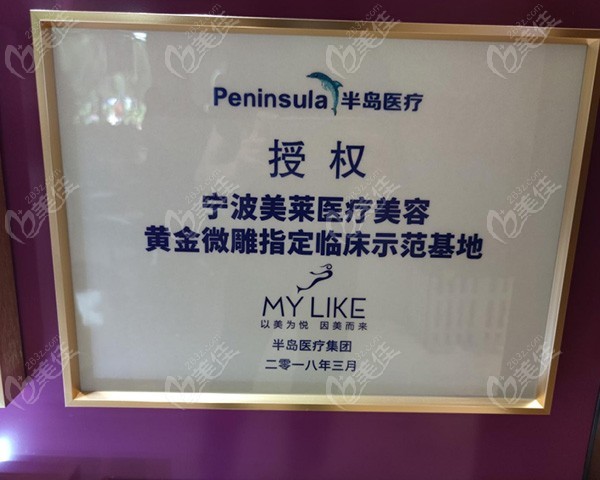 Peninsula 半岛医疗
授权
宁波美莱医疗美容
黄金微雕指定临床示范基地
MYLIKE
以美为悦 因美而来
半岛医疗集团
二零一八年三月